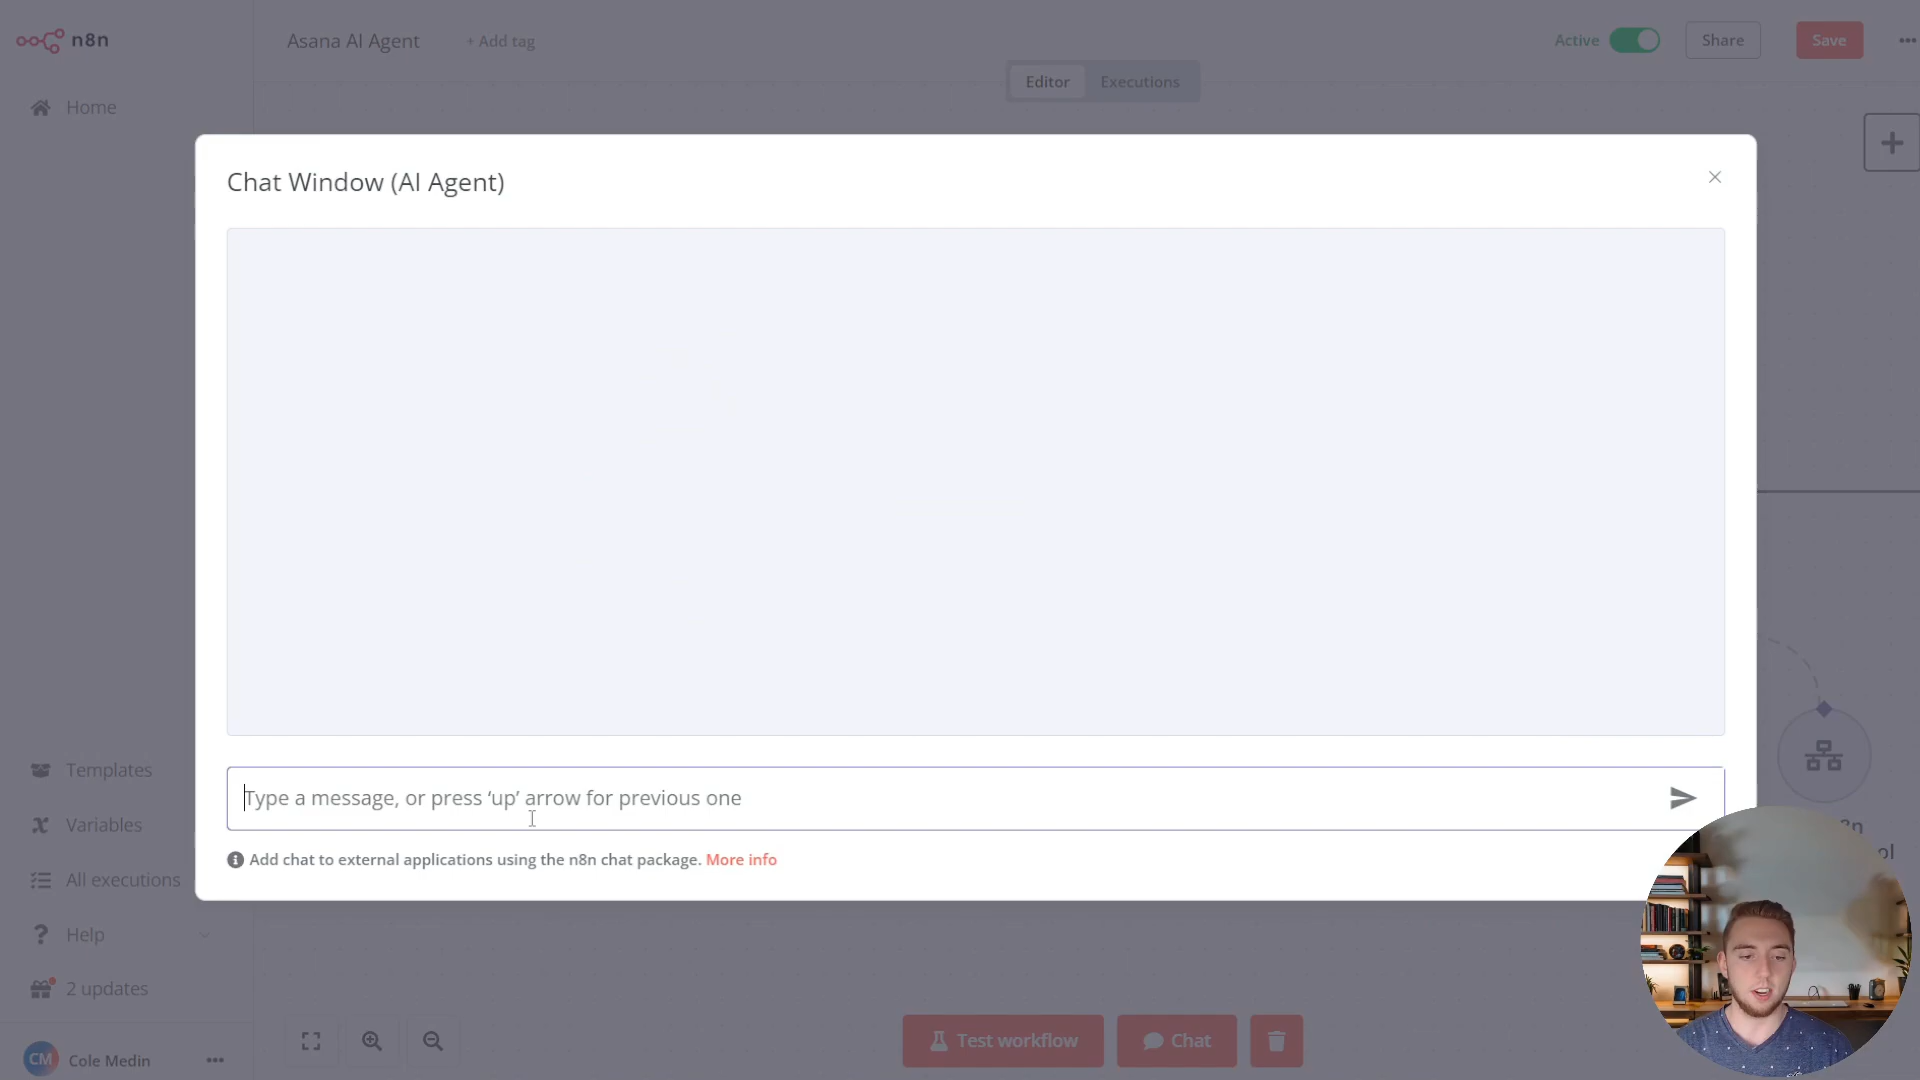 n8n
Asana AI Agent
+ Add tag
Active
Share
Save
Editor
Executions
Home
Chat Window (AI Agent)
Type a message, or press ‘up’ arrow for previous one
Add chat to external applications using the n8n chat package. More info
Templates
Variables
All executions
Help
2 updates
CM
Cole Medin
Test workflow
Chat